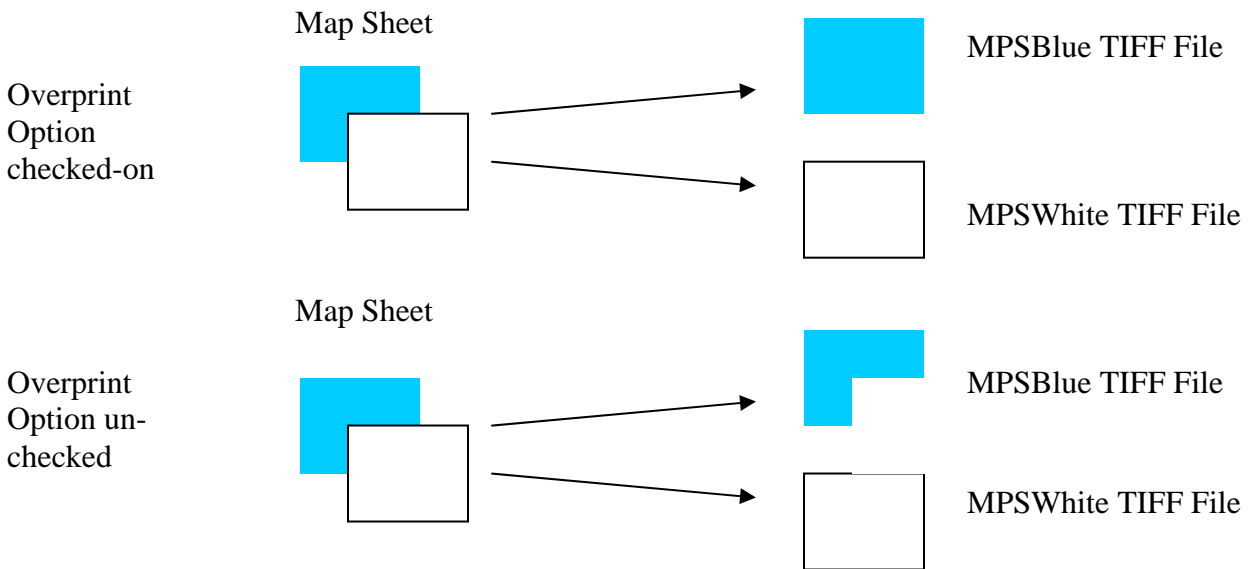 Map Sheet
MPSBlue TIFF File
Overprint
Option
checked-on
MPSWhite TIFF File
Map Sheet
MPSBlue TIFF File
Overprint
Option un-
checked
MPSWhite TIFF File